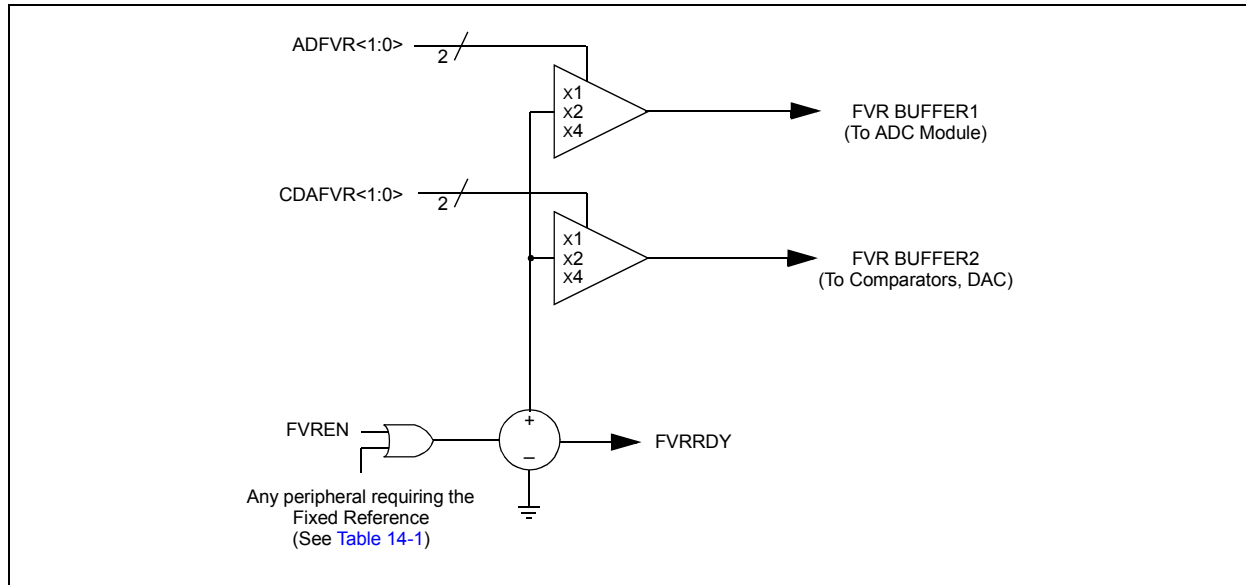 ADFVR<1:0>
2
X1
X2
X4
FVR BUFFER1
(To ADC Module)
CDAFVR<1:0>
2
X1
X2
X4
FVR BUFFER2
(To Comparators, DAC)
FVREN
+
–
FVRRDY
Any peripheral requiring the
Fixed Reference
(See Table 14-1)